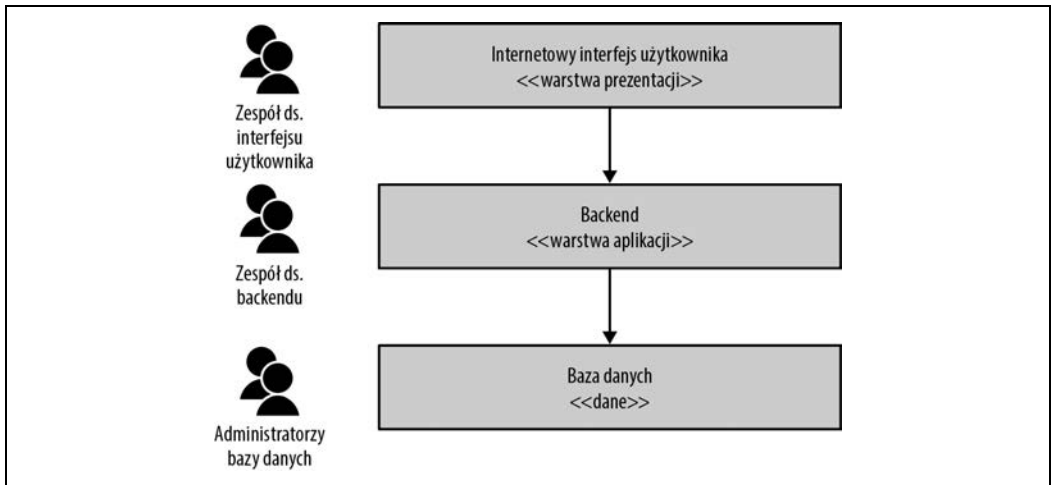 Internetowy interfejs użytkownika
<<warstwa prezentacji>>
Zespół ds.
interfejsu
użytkownika
Backend
<<warstwa aplikacji>>
Zespół ds.
backendu
Baza danych
<<dane>>
Administratorzy
bazy danych